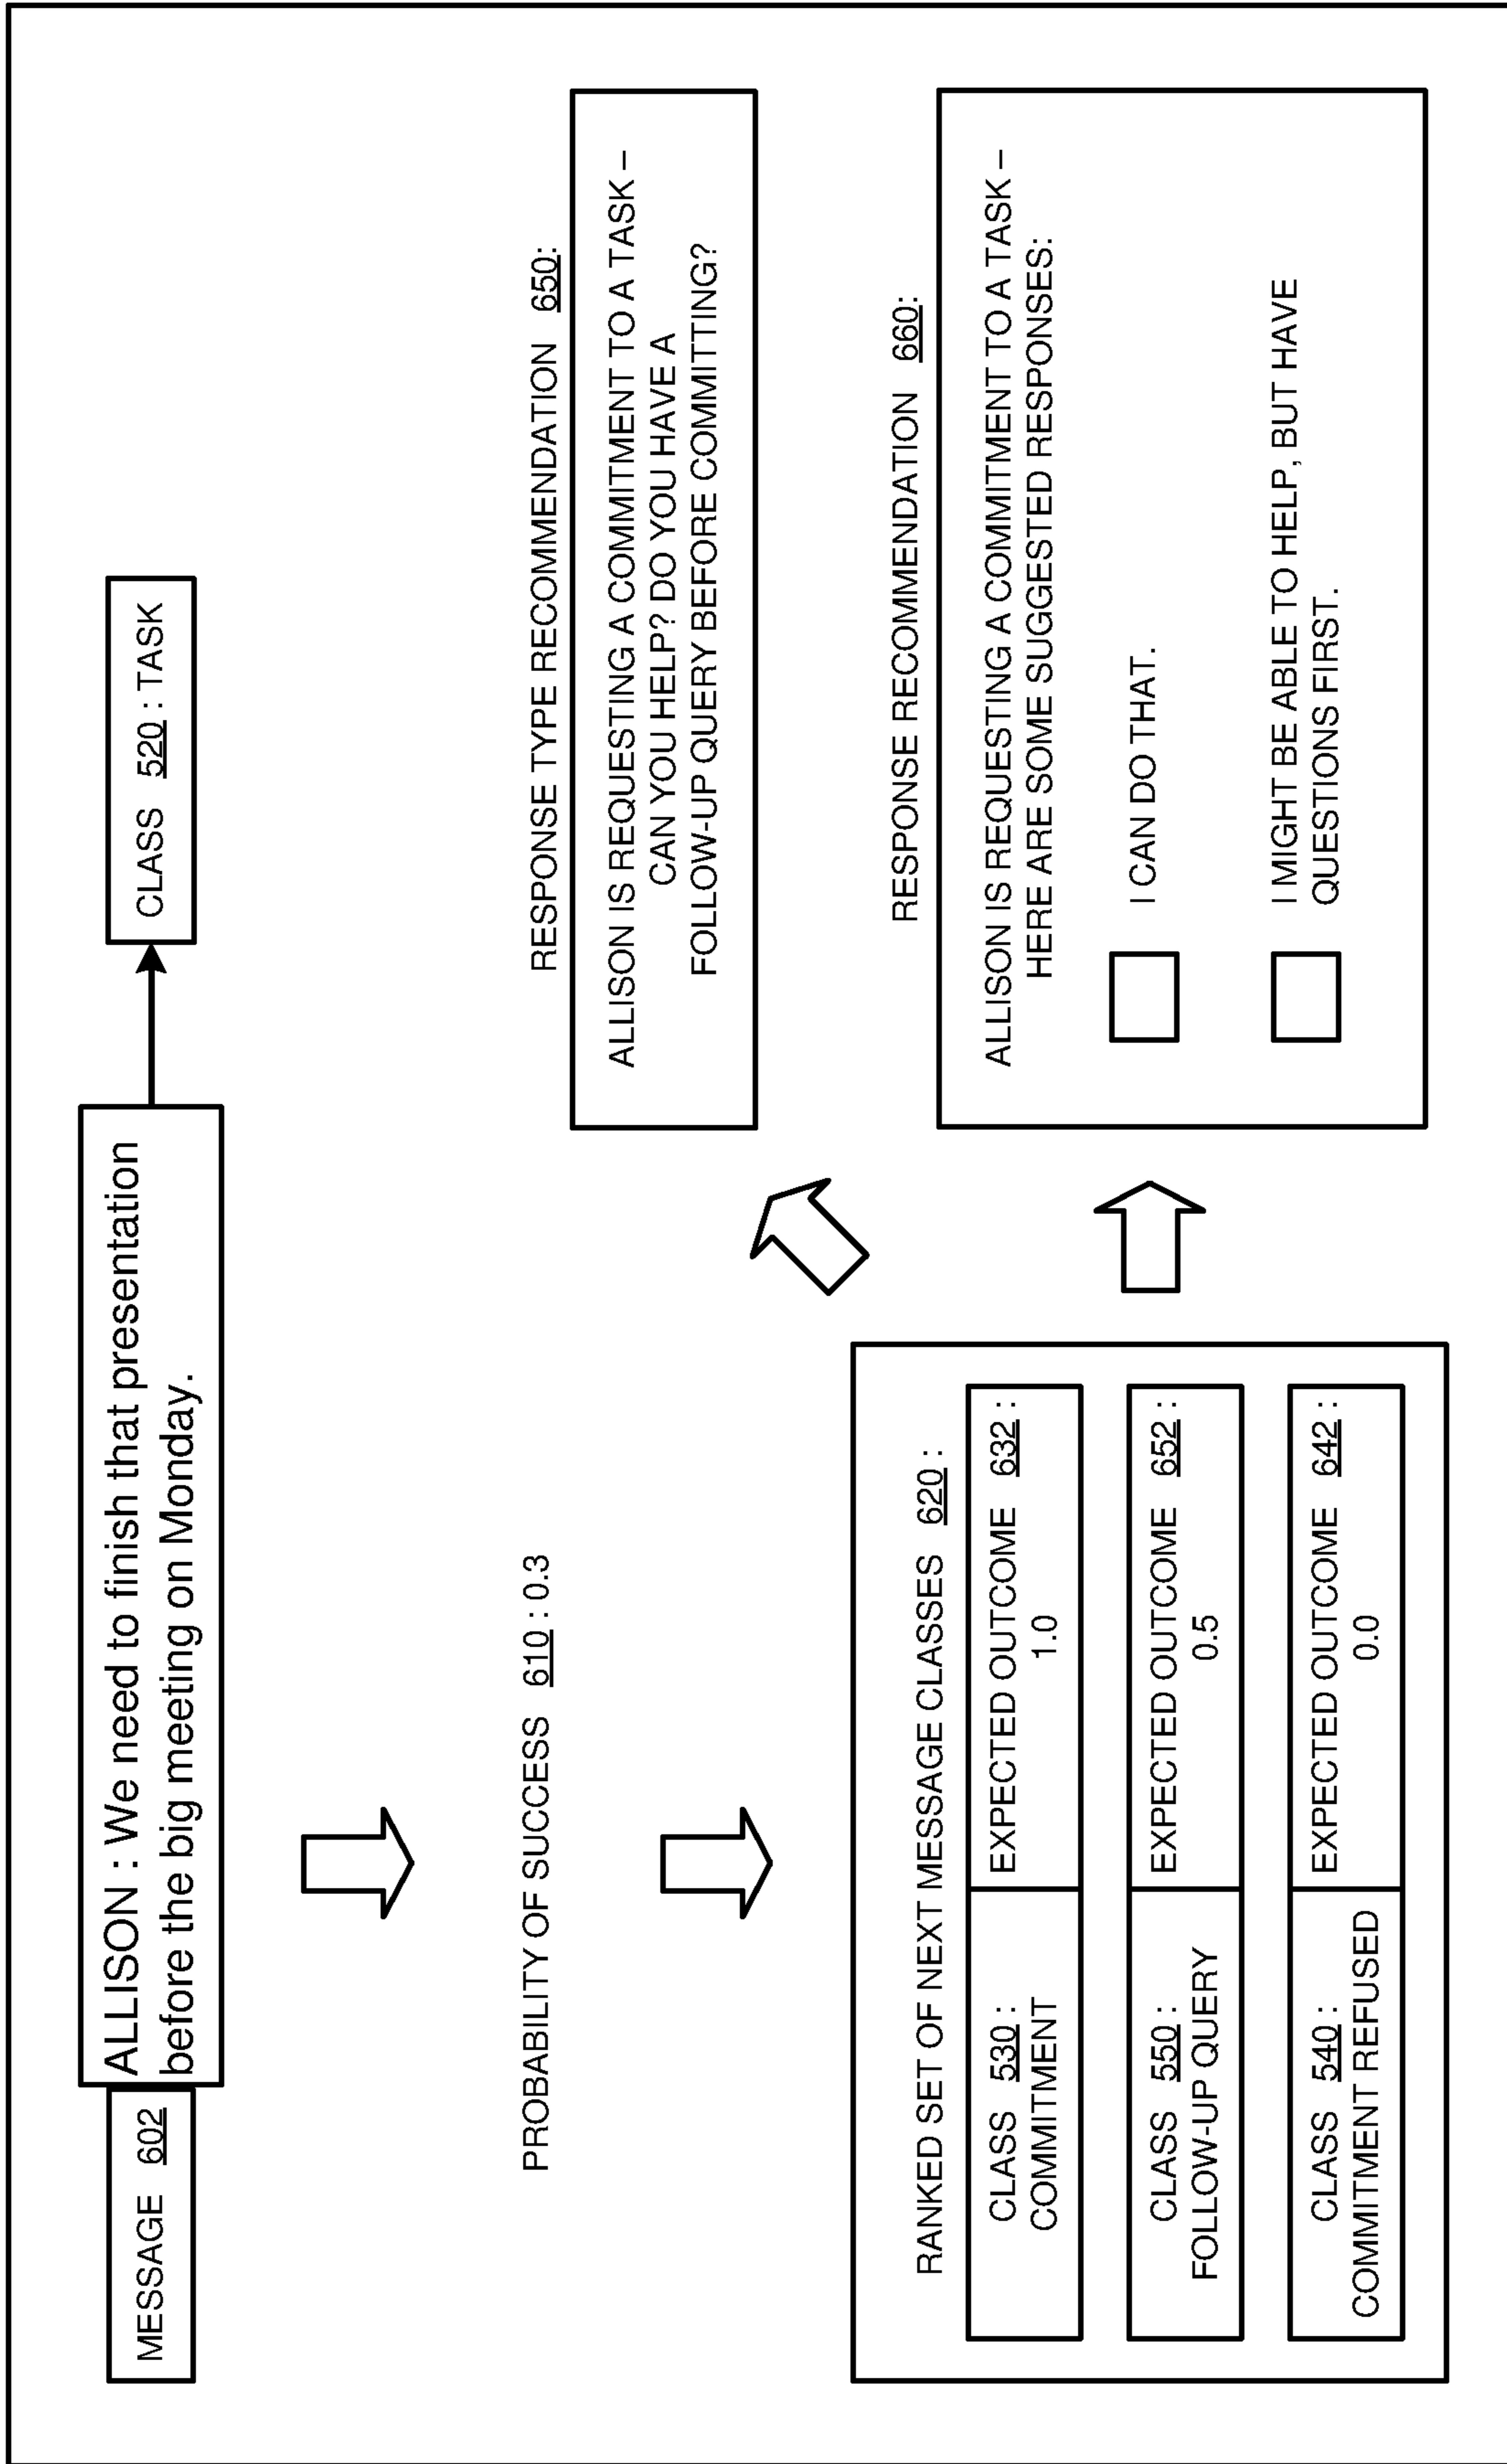 MESSAGE 602
ALLISON : We need to finish that presentation
before the big meeting on Monday.
CLASS 520 : TASK
PROBABILITY OF SUCCESS 610 : 0.3
RANKED SET OF NEXT MESSAGE CLASSES 620 :
CLASS 530 :
COMMITMENT
EXPECTED OUTCOME 632 :
1.0
CLASS 550 :
FOLLOW-UP QUERY
EXPECTED OUTCOME 652 :
0.5
CLASS 540 :
COMMITMENT REFUSED
EXPECTED OUTCOME 642 :
0.0
RESPONSE TYPE RECOMMENDATION 650:
ALLISON IS REQUESTING A COMMITMENT TO A TASK –
CAN YOU HELP? DO YOU HAVE A
FOLLOW-UP QUERY BEFORE COMMITTING?
RESPONSE RECOMMENDATION 660:
ALLISON IS REQUESTING A COMMITMENT TO A TASK –
HERE ARE SOME SUGGESTED RESPONSES:
I CAN DO THAT.
I MIGHT BE ABLE TO HELP, BUT HAVE
QUESTIONS FIRST.